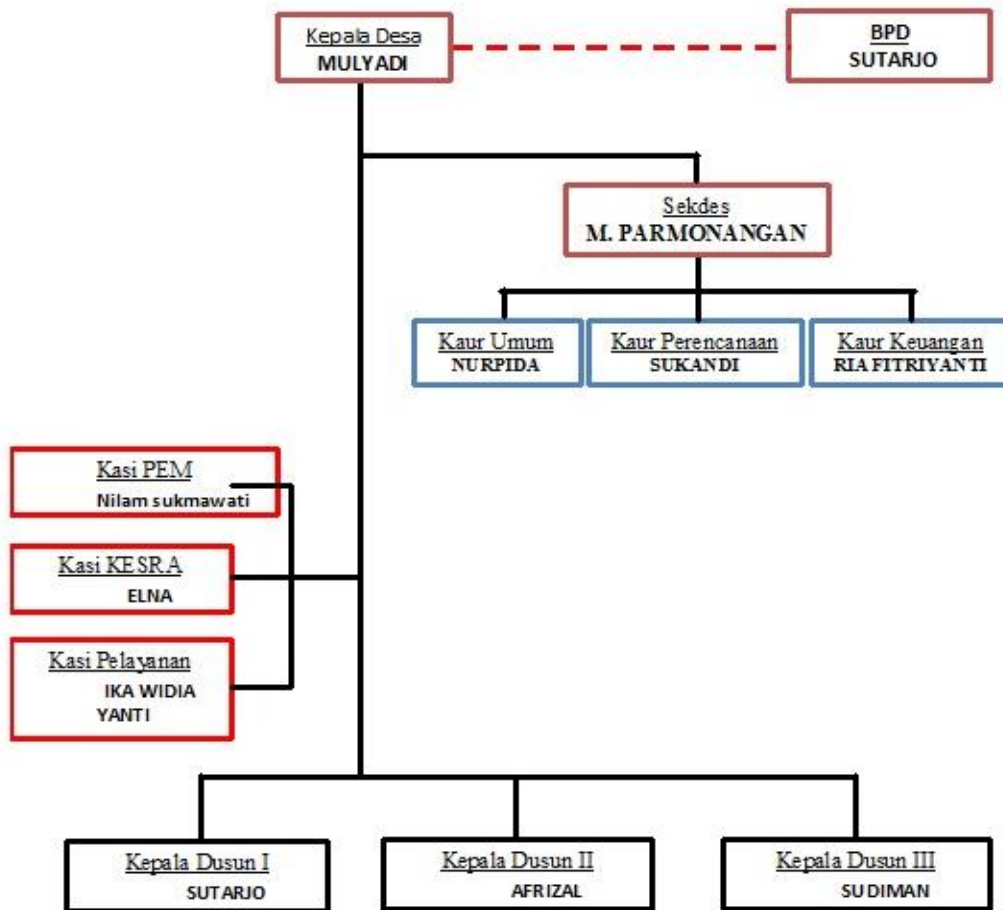 Kepala Desa
MULYADI
BPD
SUTARJO
Sekdes
M. PARMONANGAN
Kaur Umum
NURPIDA
Kaur Perencanaan
SUKANDI
Kaur Keuangan
RIA FITRIYANTI
Kasi PEM
Nilam sukmawati
Kasi KESRA
ELNA
Kasi Pelayanan
IKA WIDIA
YANTI
Kepala Dusun I
SUTARJO
Kepala Dusun II
AFRIZAL
Kepala Dusun III
SUDIMAN